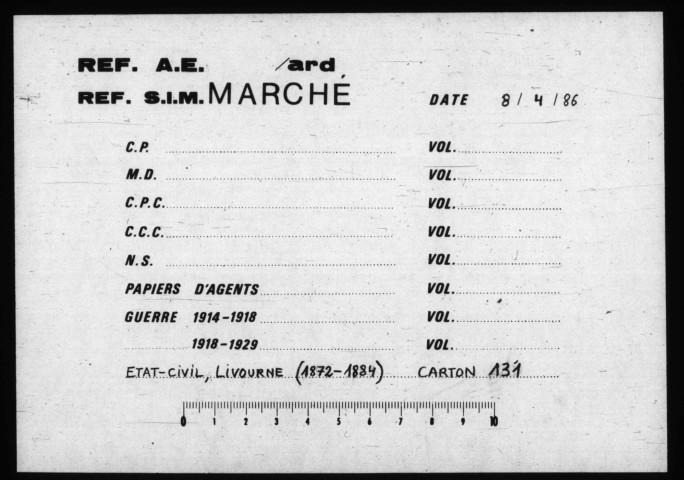 REF. A.E. /ard
REF. S.I.M. MARCHÉ DATE 8/4/86
C.P. VOL.
M.D. VOL.
C.P.C. VOL.
C.C.C. VOL.
N.S. VOL.
PAPIERS D'AGENTS VOL.
GUERRE 1914-1918 VOL.
1918-1929 VOL.
ETAT-CIVIL, LIVOURNE (1872-1884) CARTON 131
0 1 2 3 4 5 6 7 8 9 10